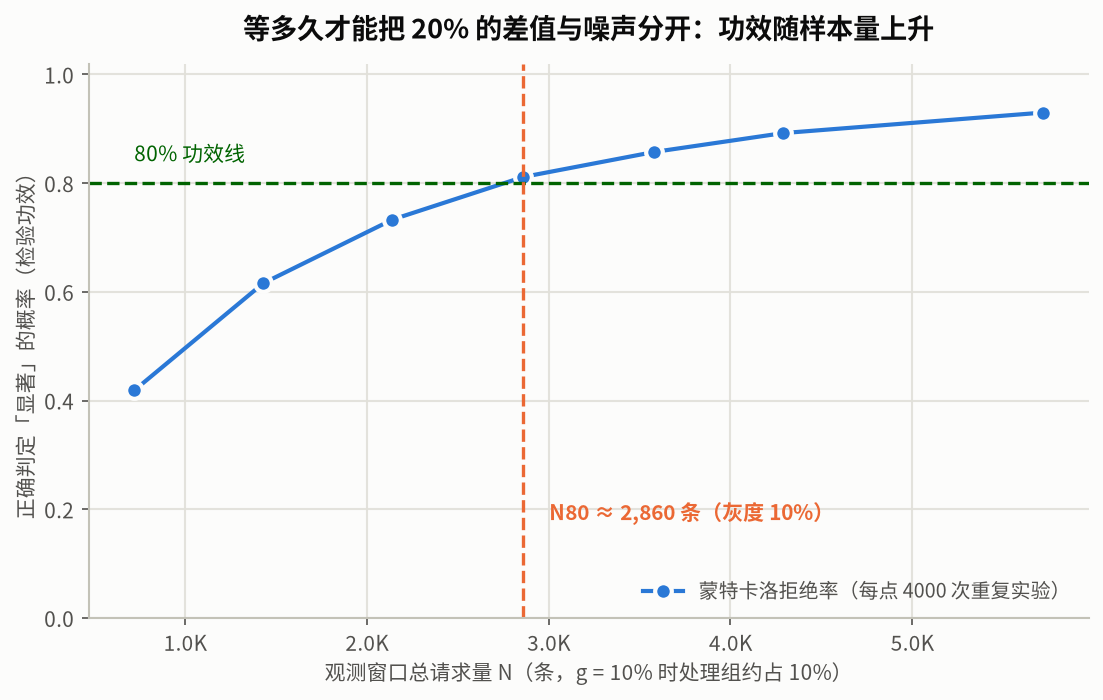 等多久才能把 20% 的差值与噪声分开：功效随样本量上升
正确判定「显著」的概率（检验功效）
1.0
0.8
0.6
0.4
0.2
0.0
80% 功效线
N80 ≈ 2,860 条（灰度 10%）
蒙特卡洛拒绝率（每点 4000 次重复实验）
1.0K
2.0K
3.0K
4.0K
5.0K
观测窗口总请求量 N（条，g = 10% 时处理组约占 10%）